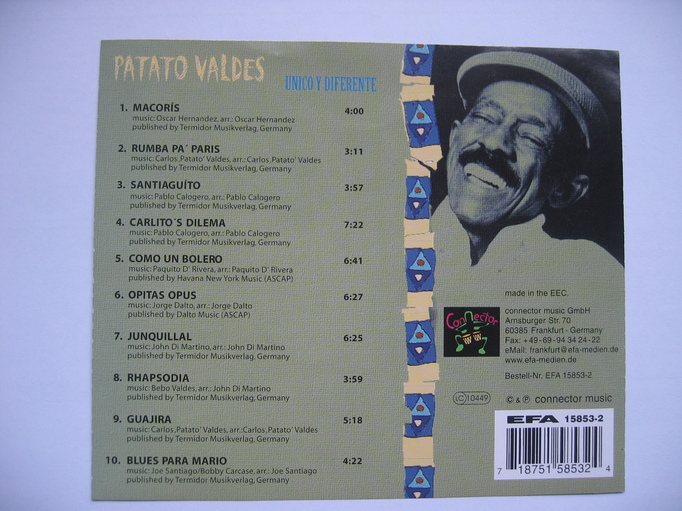 PATATO VALDES
UNICO Y DIFERENTE
1. MACORÍS 4:00
music: Oscar Hernandez, arr.: Oscar Hernandez
published by Termidor Musikverlag, Germany
2. RUMBA PA´ PARIS 3:11
music: Carlos ‚Patato' Valdes, arr.: Carlos ‚Patato' Valdes
published by Termidor Musikverlag, Germany
3. SANTIAGUÍTO 3:57
music: Pablo Calogero, arr.: Pablo Calogero
published by Termidor Musikverlag, Germany
4. CARLITO´S DILEMA 7:22
music: Pablo Calogero, arr.: Pablo Calogero
published by Termidor Musikverlag, Germany
5. COMO UN BOLERO 6:41
music: Paquito D' Rivera, arr.: Paquito D' Rivera
published by Havana New York Music (ASCAP)
6. OPITAS OPUS 6:27
music: Jorge Dalto, arr.: Jorge Dalto
published by Dalto Music (ASCAP)
7. JUNQUILLAL 6:25
music: John Di Martino, arr.: John Di Martino
published by Termidor Musikverlag, Germany
8. RHAPSODIA 3:59
music: Bebo Valdes, arr.: John Di Martino
published by Termidor Musikverlag, Germany
9. GUAJIRA 5:18
music: Carlos ‚Patato' Valdes, arr.: Carlos ‚Patato' Valdes
published by Termidor Musikverlag, Germany
10. BLUES PARA MARIO 4:22
music: Joe Santiago/Bobby Carcase, arr.: Joe Santiago
published by Termidor Musikverlag, Germany
made in the EEC.
Connector
connector music GmbH
Arnsburger Str. 70
60385 Frankfurt - Germany
Fax: +49-69-94 34 24-22
eMail: frankfurt@efa-medien.de
www.efa-medien.de
Bestell-Nr. EFA 15853-2
LC 10449
© & ℗ connector music
EFA 15853-2
7 18751 58532 4